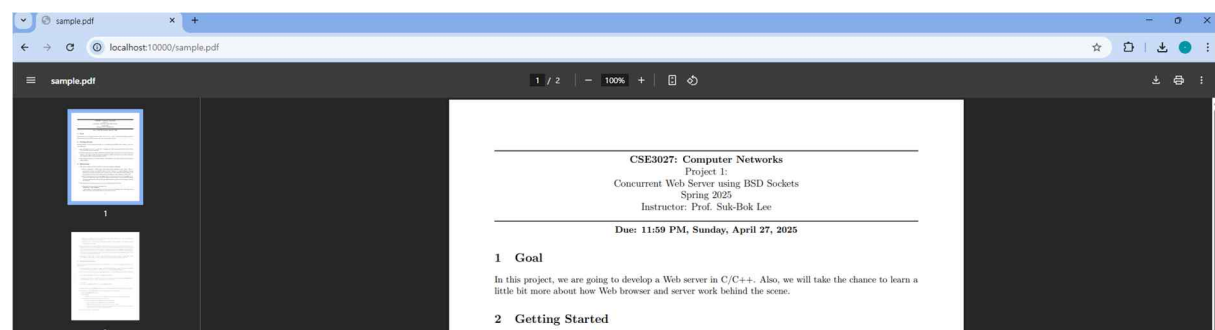 sample.pdf
localhost:10000/sample.pdf
sample.pdf
1 / 2
100%
1
CSE3027: Computer Networks
Project 1:
Concurrent Web Server using BSD Sockets
Spring 2025
Instructor: Prof. Suk-Bok Lee
Due: 11:59 PM, Sunday, April 27, 2025
1 Goal
In this project, we are going to develop a Web server in C/C++. Also, we will take the chance to learn a
little bit more about how Web browser and server work behind the scene.
2 Getting Started